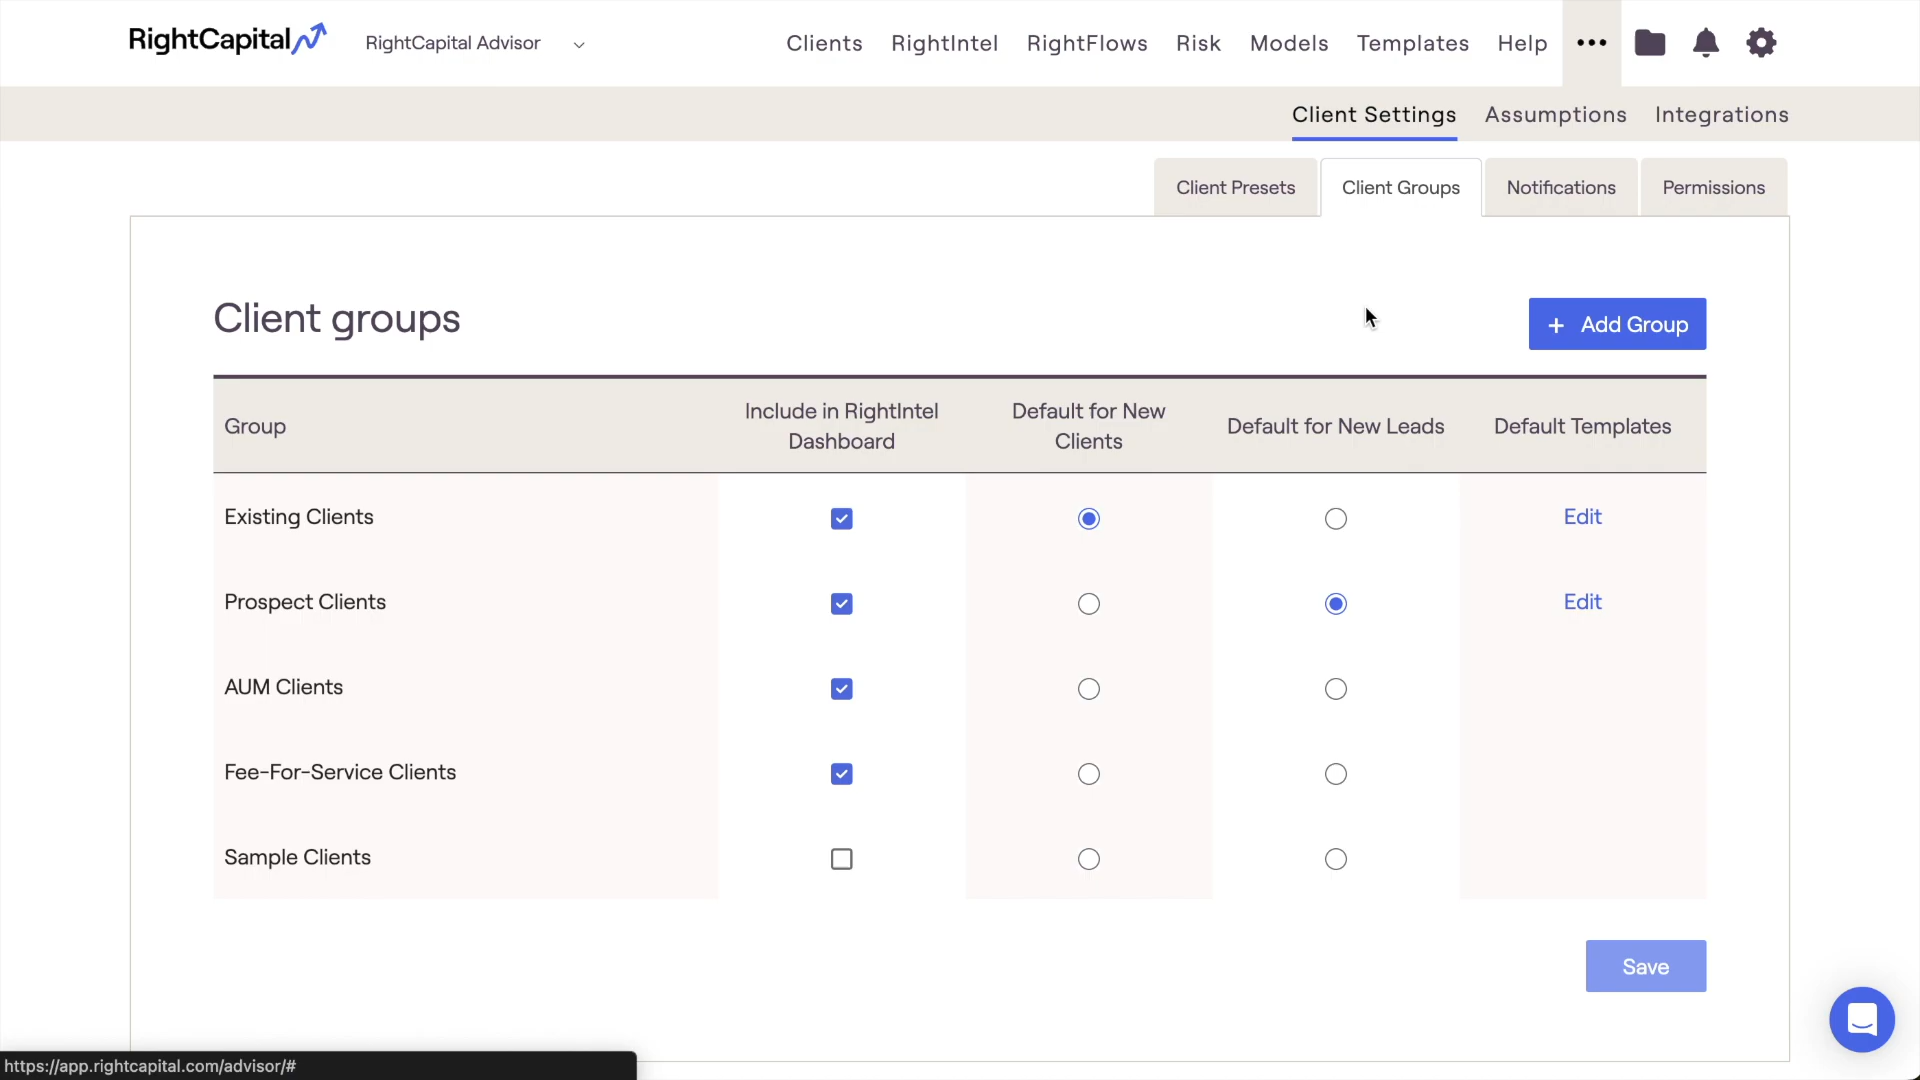 RightCapital
RightCapital Advisor
Clients RightIntel RightFlows Risk Models Templates Help
Client Settings Assumptions Integrations
Client Presets Client Groups Notifications Permissions
Client groups
+ Add Group
Group Include in RightIntel Dashboard Default for New Clients Default for New Leads Default Templates
Existing Clients Edit
Prospect Clients Edit
AUM Clients
Fee-For-Service Clients
Sample Clients
Save
https://app.rightcapital.com/advisor/#